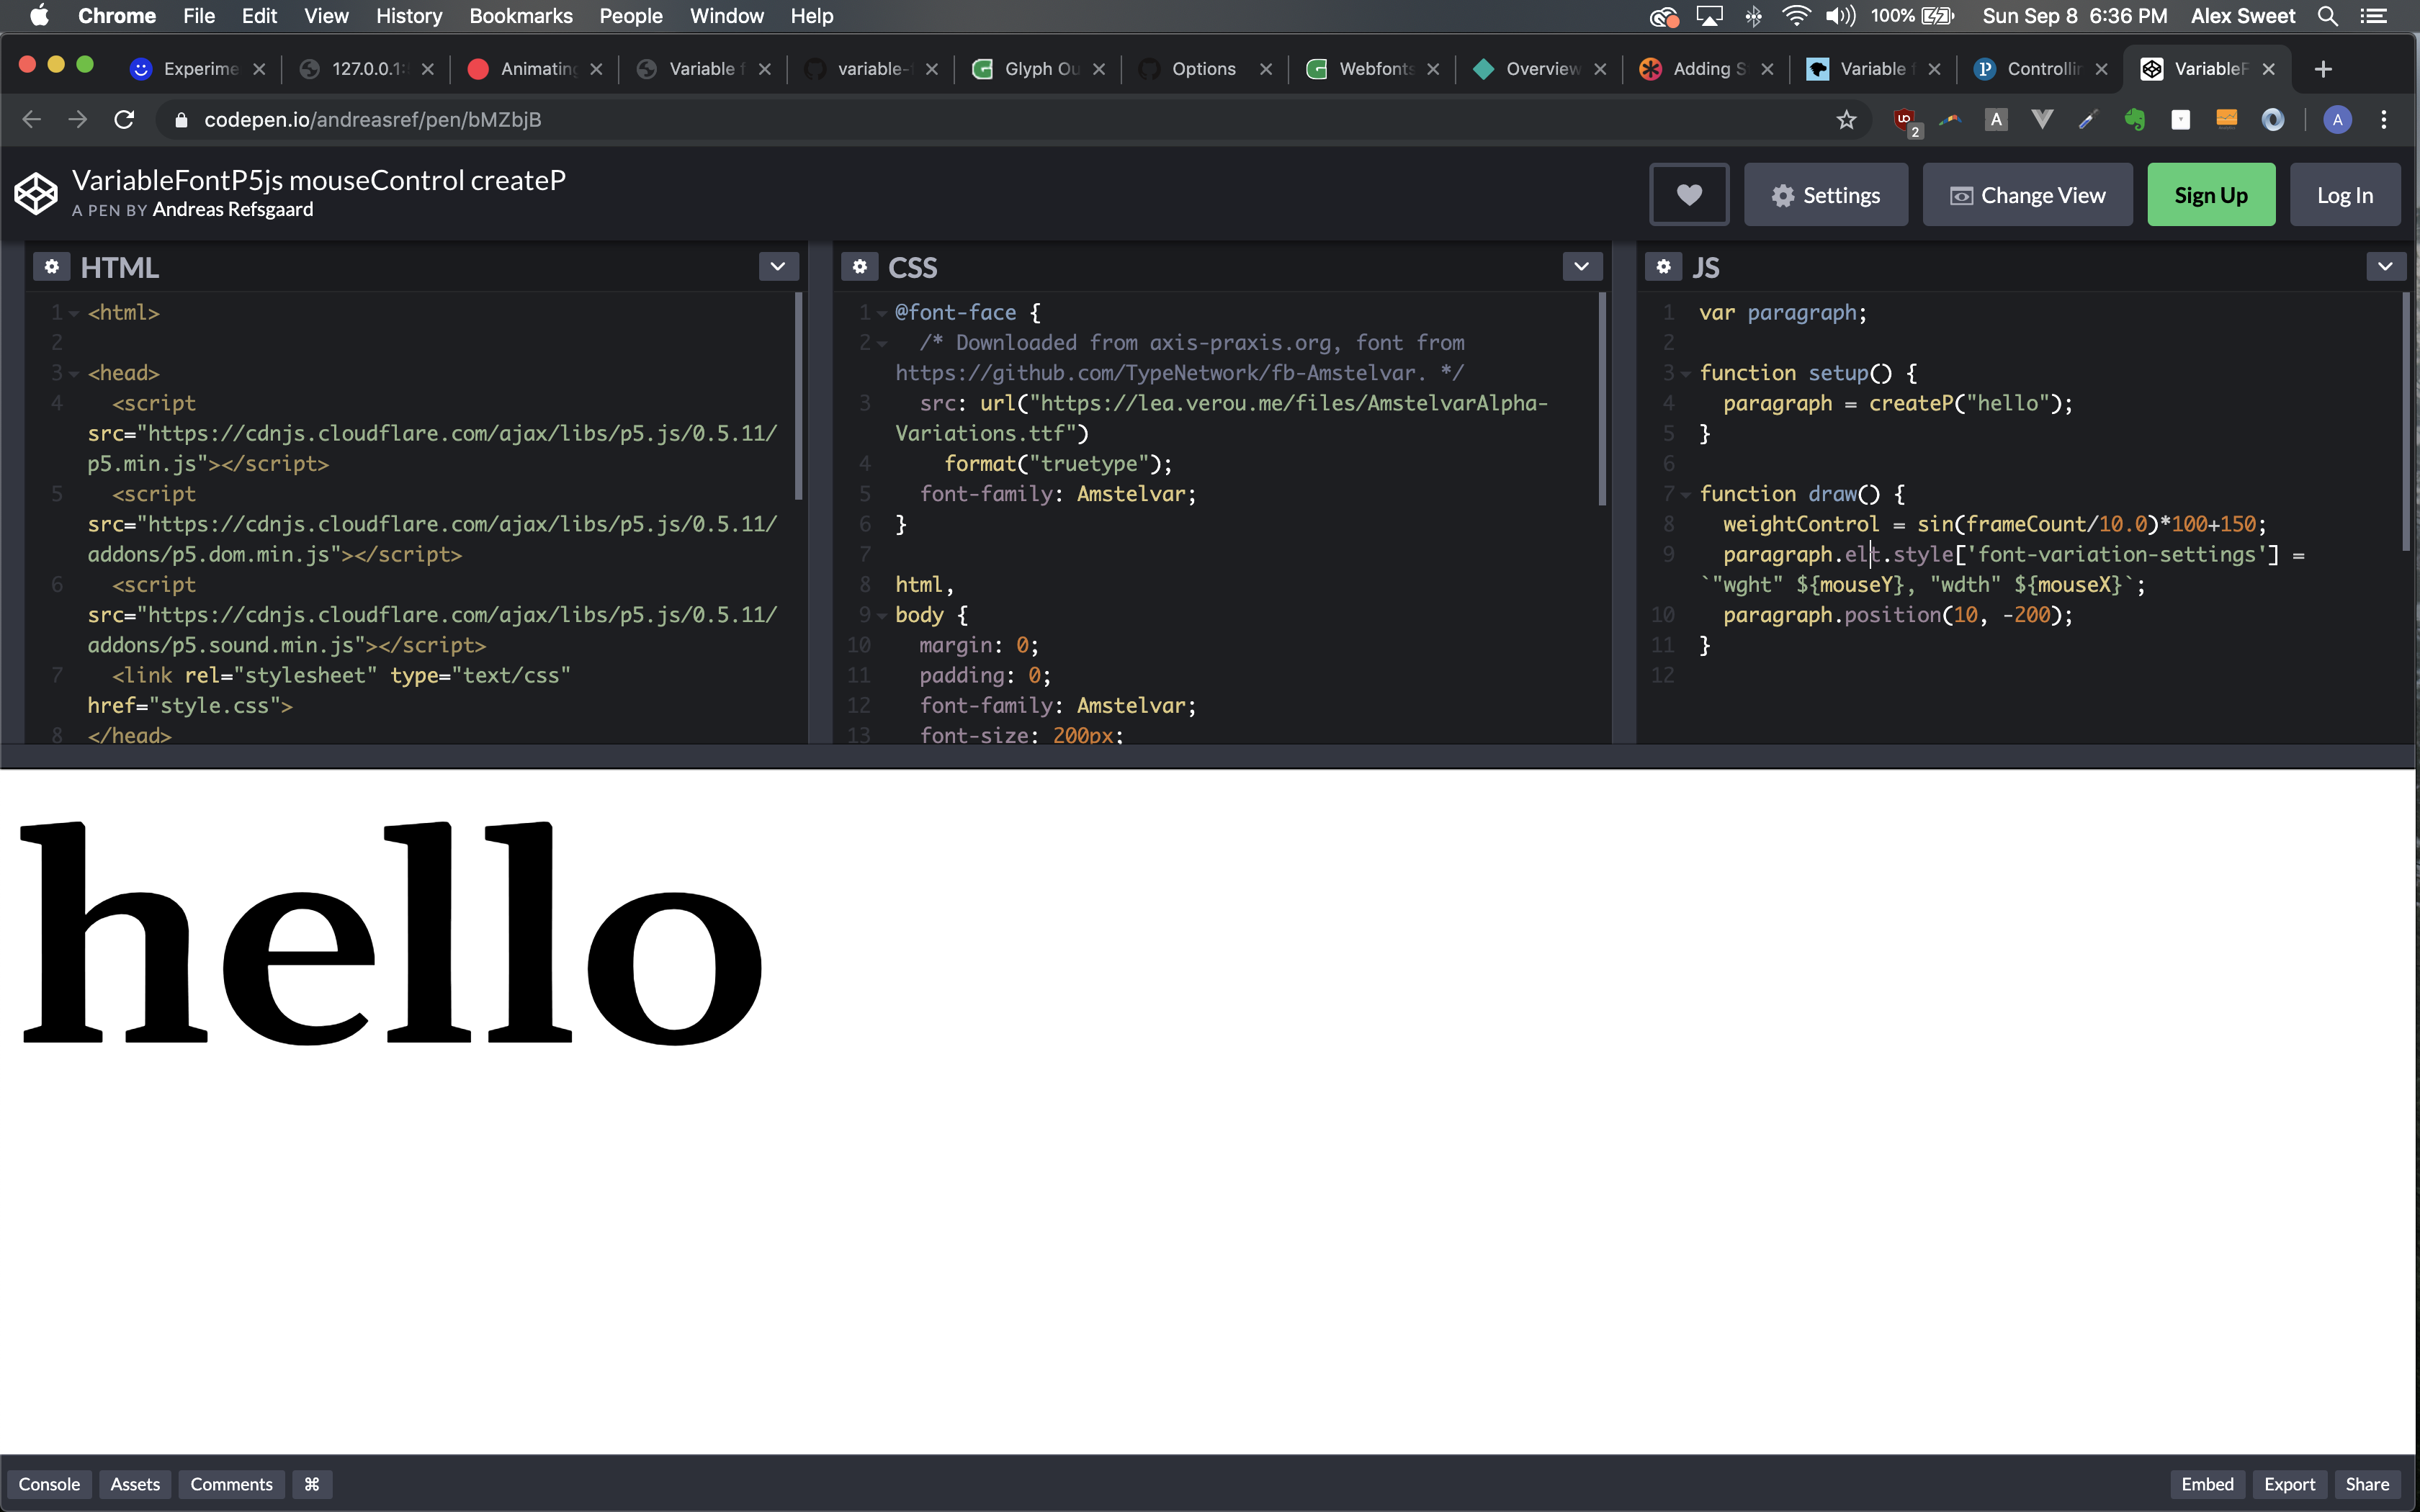 Chrome File Edit View History Bookmarks People Window Help 100% Sun Sep 8 6:36 PM Alex Sweet
Experime 127.0.0.1: Animating Variable f variable- Glyph Ou Options Webfonts Overview Adding S Variable f Controllin VariableF
codepen.io/andreasref/pen/bMZbjB
2
A
A
VariableFontP5js mouseControl createP
A PEN BY Andreas Refsgaard
Settings Change View Sign Up Log In
HTML
1 <html>
2
3 <head>
4 <script
src="https://cdnjs.cloudflare.com/ajax/libs/p5.js/0.5.11/
p5.min.js"></script>
5 <script
src="https://cdnjs.cloudflare.com/ajax/libs/p5.js/0.5.11/
addons/p5.dom.min.js"></script>
6 <script
src="https://cdnjs.cloudflare.com/ajax/libs/p5.js/0.5.11/
addons/p5.sound.min.js"></script>
7 <link rel="stylesheet" type="text/css"
href="style.css">
8 </head>
CSS
1 @font-face {
2 /* Downloaded from axis-praxis.org, font from
https://github.com/TypeNetwork/fb-Amstelvar. */
3 src: url("https://lea.verou.me/files/AmstelvarAlpha-
Variations.ttf")
4 format("truetype");
5 font-family: Amstelvar;
6 }
7
8 html,
9 body {
10 margin: 0;
11 padding: 0;
12 font-family: Amstelvar;
13 font-size: 200px;
JS
1 var paragraph;
2
3 function setup() {
4 paragraph = createP("hello");
5 }
6
7 function draw() {
8 weightControl = sin(frameCount/10.0)*100+150;
9 paragraph.elt.style['font-variation-settings'] =
`"wght" ${mouseY}, "wdth" ${mouseX}`;
10 paragraph.position(10, -200);
11 }
12
hello
Console Assets Comments ⌘ Embed Export Share